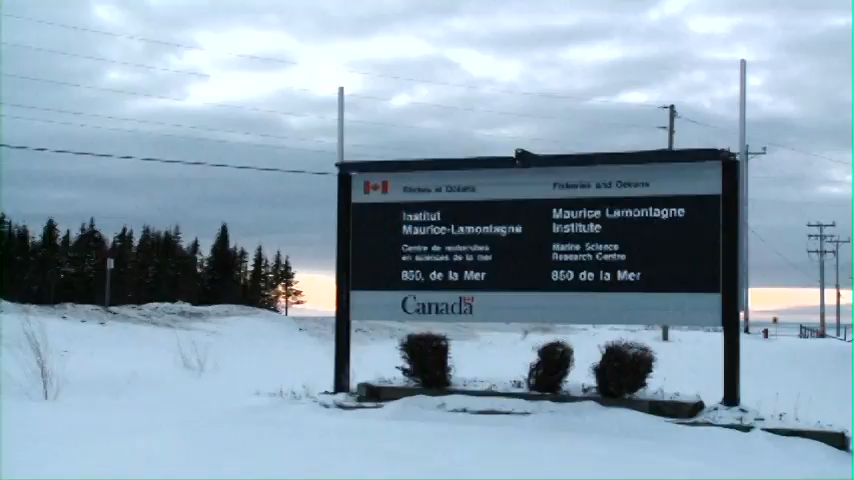 Pêches et Océans
Fisheries and Oceans
Institut
Maurice-Lamontagne
Centre de recherches
en sciences de la mer
850, de la Mer
Maurice Lamontagne
Institute
Marine Science
Research Centre
850 de la Mer
Canada